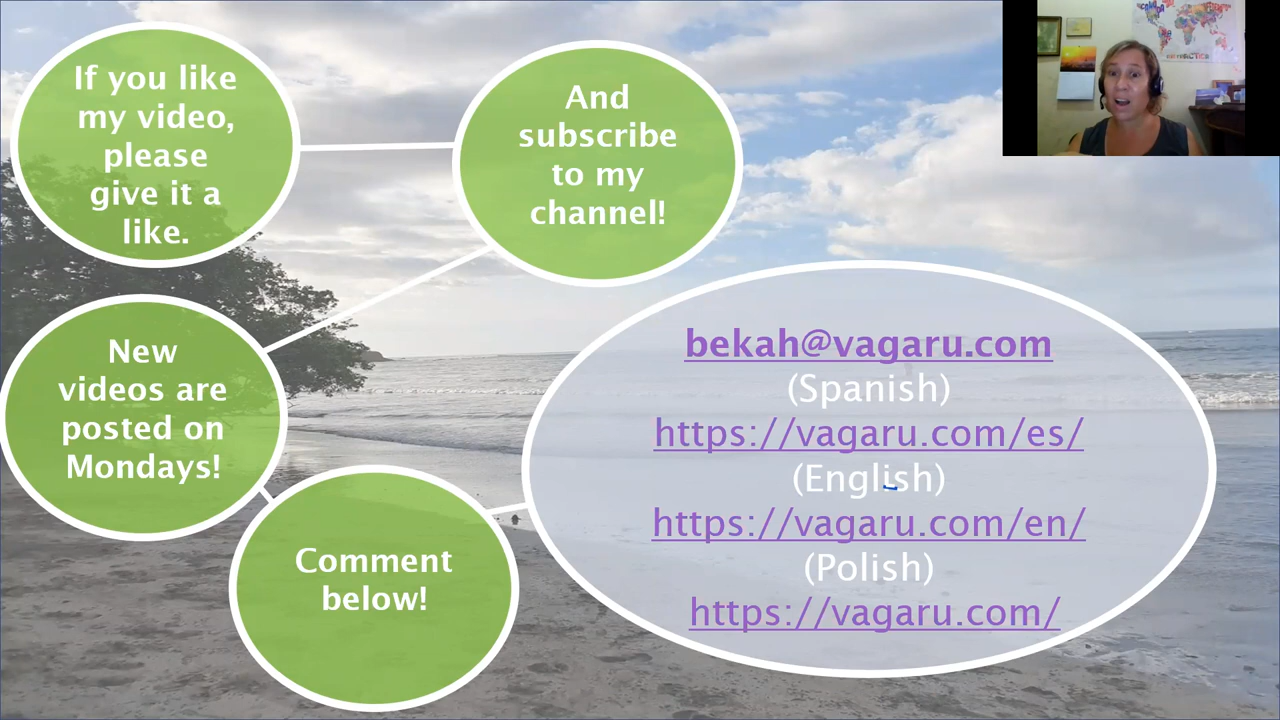 If you like
my video,
please
give it a
like.
And
subscribe
to my
channel!
New
videos are
posted on
Mondays!
Comment
below!
bekah@vagaru.com
(Spanish)
https://vagaru.com/es/
(English)
https://vagaru.com/en/
(Polish)
https://vagaru.com/